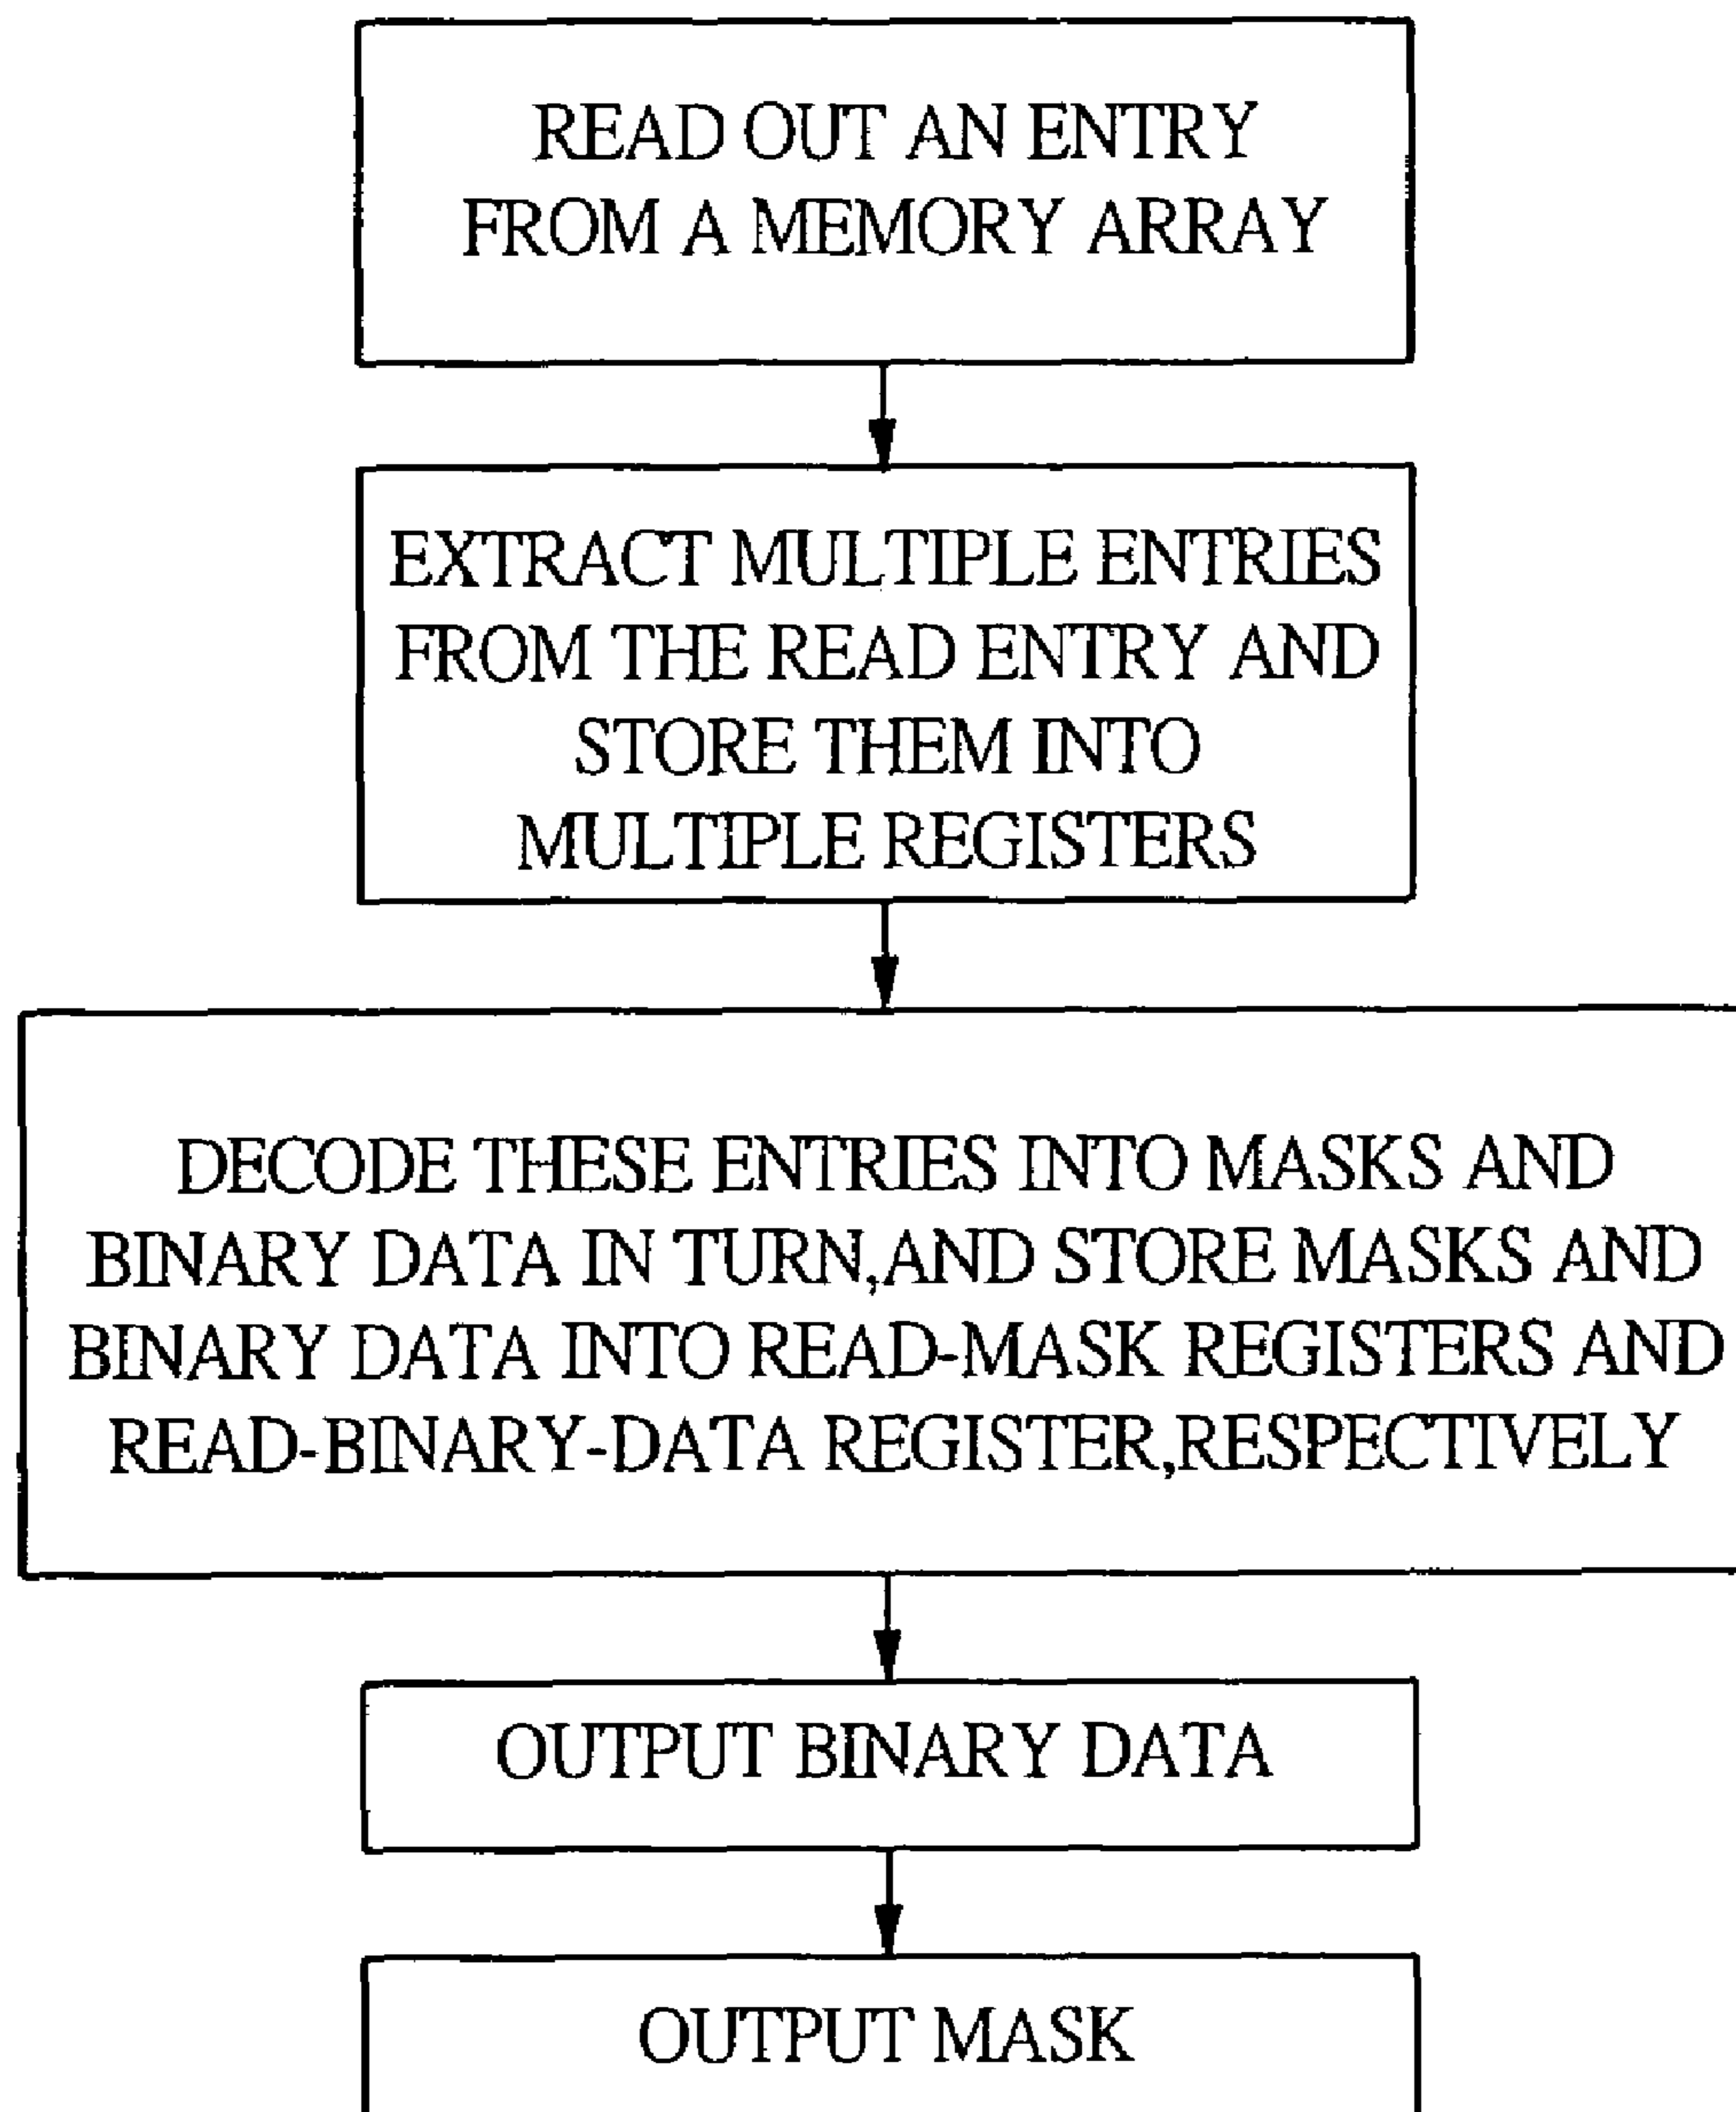 READ OUT AN ENTRY
FROM A MEMORY ARRAY
EXTRACT MULTIPLE ENTRIES
FROM THE READ ENTRY AND
STORE THEM INTO
MULTIPLE REGISTERS
DECODE THESE ENTRIES INTO MASKS AND
BINARY DATA IN TURN,AND STORE MASKS AND
BINARY DATA INTO READ-MASK REGISTERS AND
READ-BINARY-DATA REGISTER,RESPECTIVELY
OUTPUT BINARY DATA
OUTPUT MASK